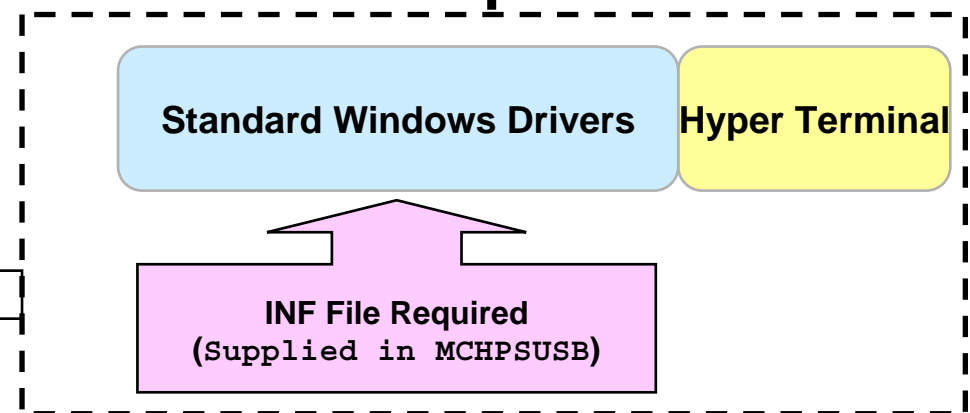 Standard Windows Drivers
Hyper Terminal
INF File Required
(Supplied in MCHPSUSB)